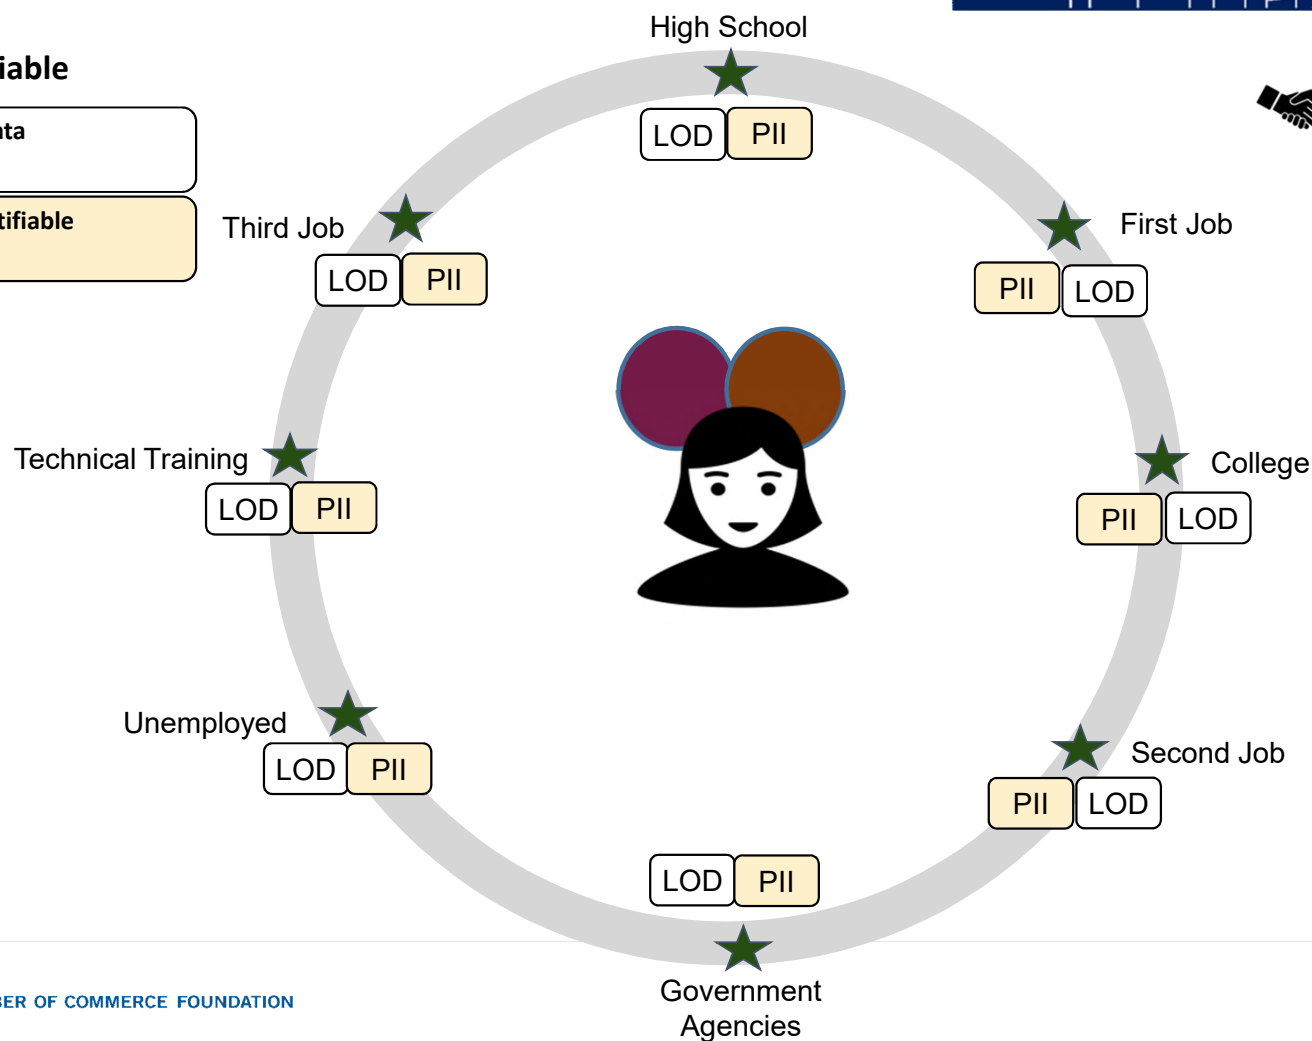 High School
iable
ata
LOD PII
tifiable
Third Job
First Job
LOD PII
PII LOD
Technical Training
College
LOD PII
PII LOD
Unemployed
Second Job
LOD PII
PII LOD
LOD PII
Government
Agencies
BER OF COMMERCE FOUNDATION